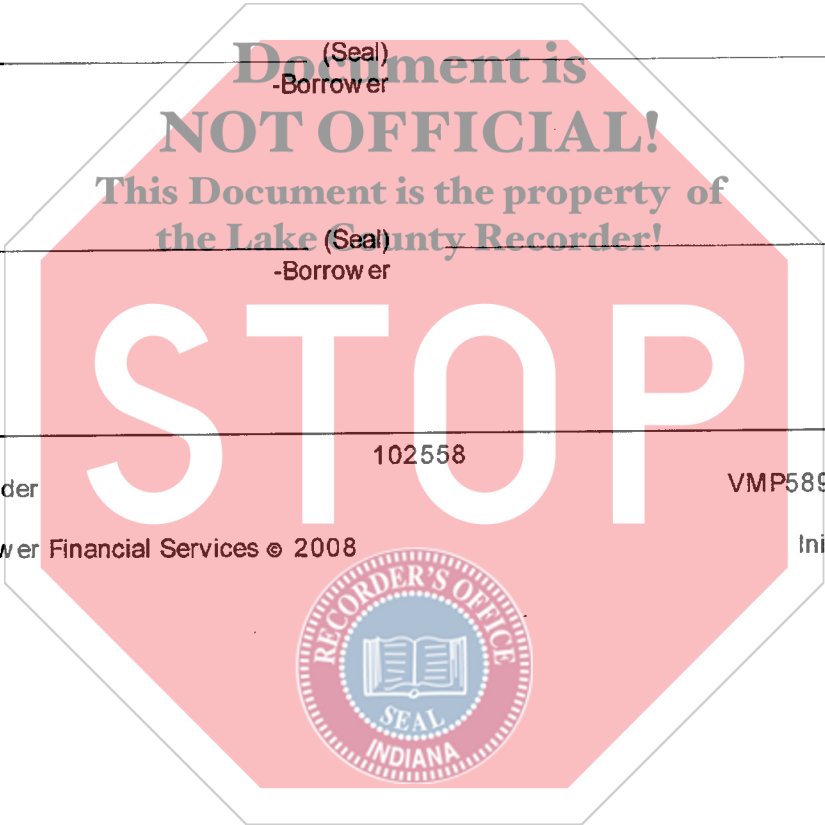 (Seal)
Document is
-Borrower
NOT OFFICIAL!
This Document is the property of
the Lake County Recorder!
(Seal)
-Borrower
STOP
102558
der
VMP589
wer Financial Services © 2008
Ini
RECORDER'S OFFICE
SEAL
INDIANA